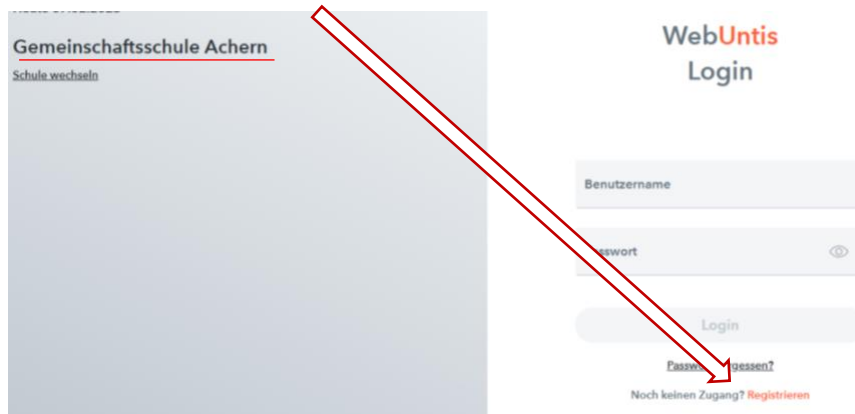 Gemeinschaftsschule Achern
Schule wechseln
WebUntis
Login
Benutzername
Login
Noch keinen Zugang? Registrieren